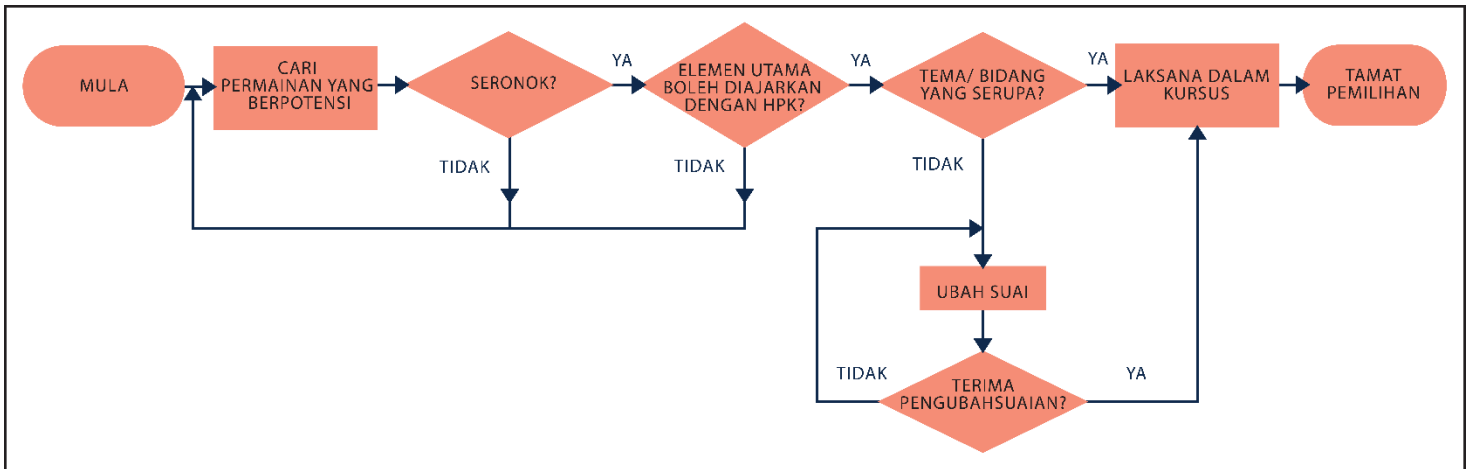 MULA
CARI
PERMAINAN YANG
BERPOTENSI
SERONOK?
YA
TIDAK
ELEMEN UTAMA
BOLEH DIAJARKAN
DENGAN HPK?
YA
TIDAK
TEMA/ BIDANG
YANG SERUPA?
YA
TIDAK
LAKSANA DALAM
KURSUS
TAMAT
PEMILIHAN
UBAH SUAI
TERIMA
PENGUBAHSUAIAN?
TIDAK
YA